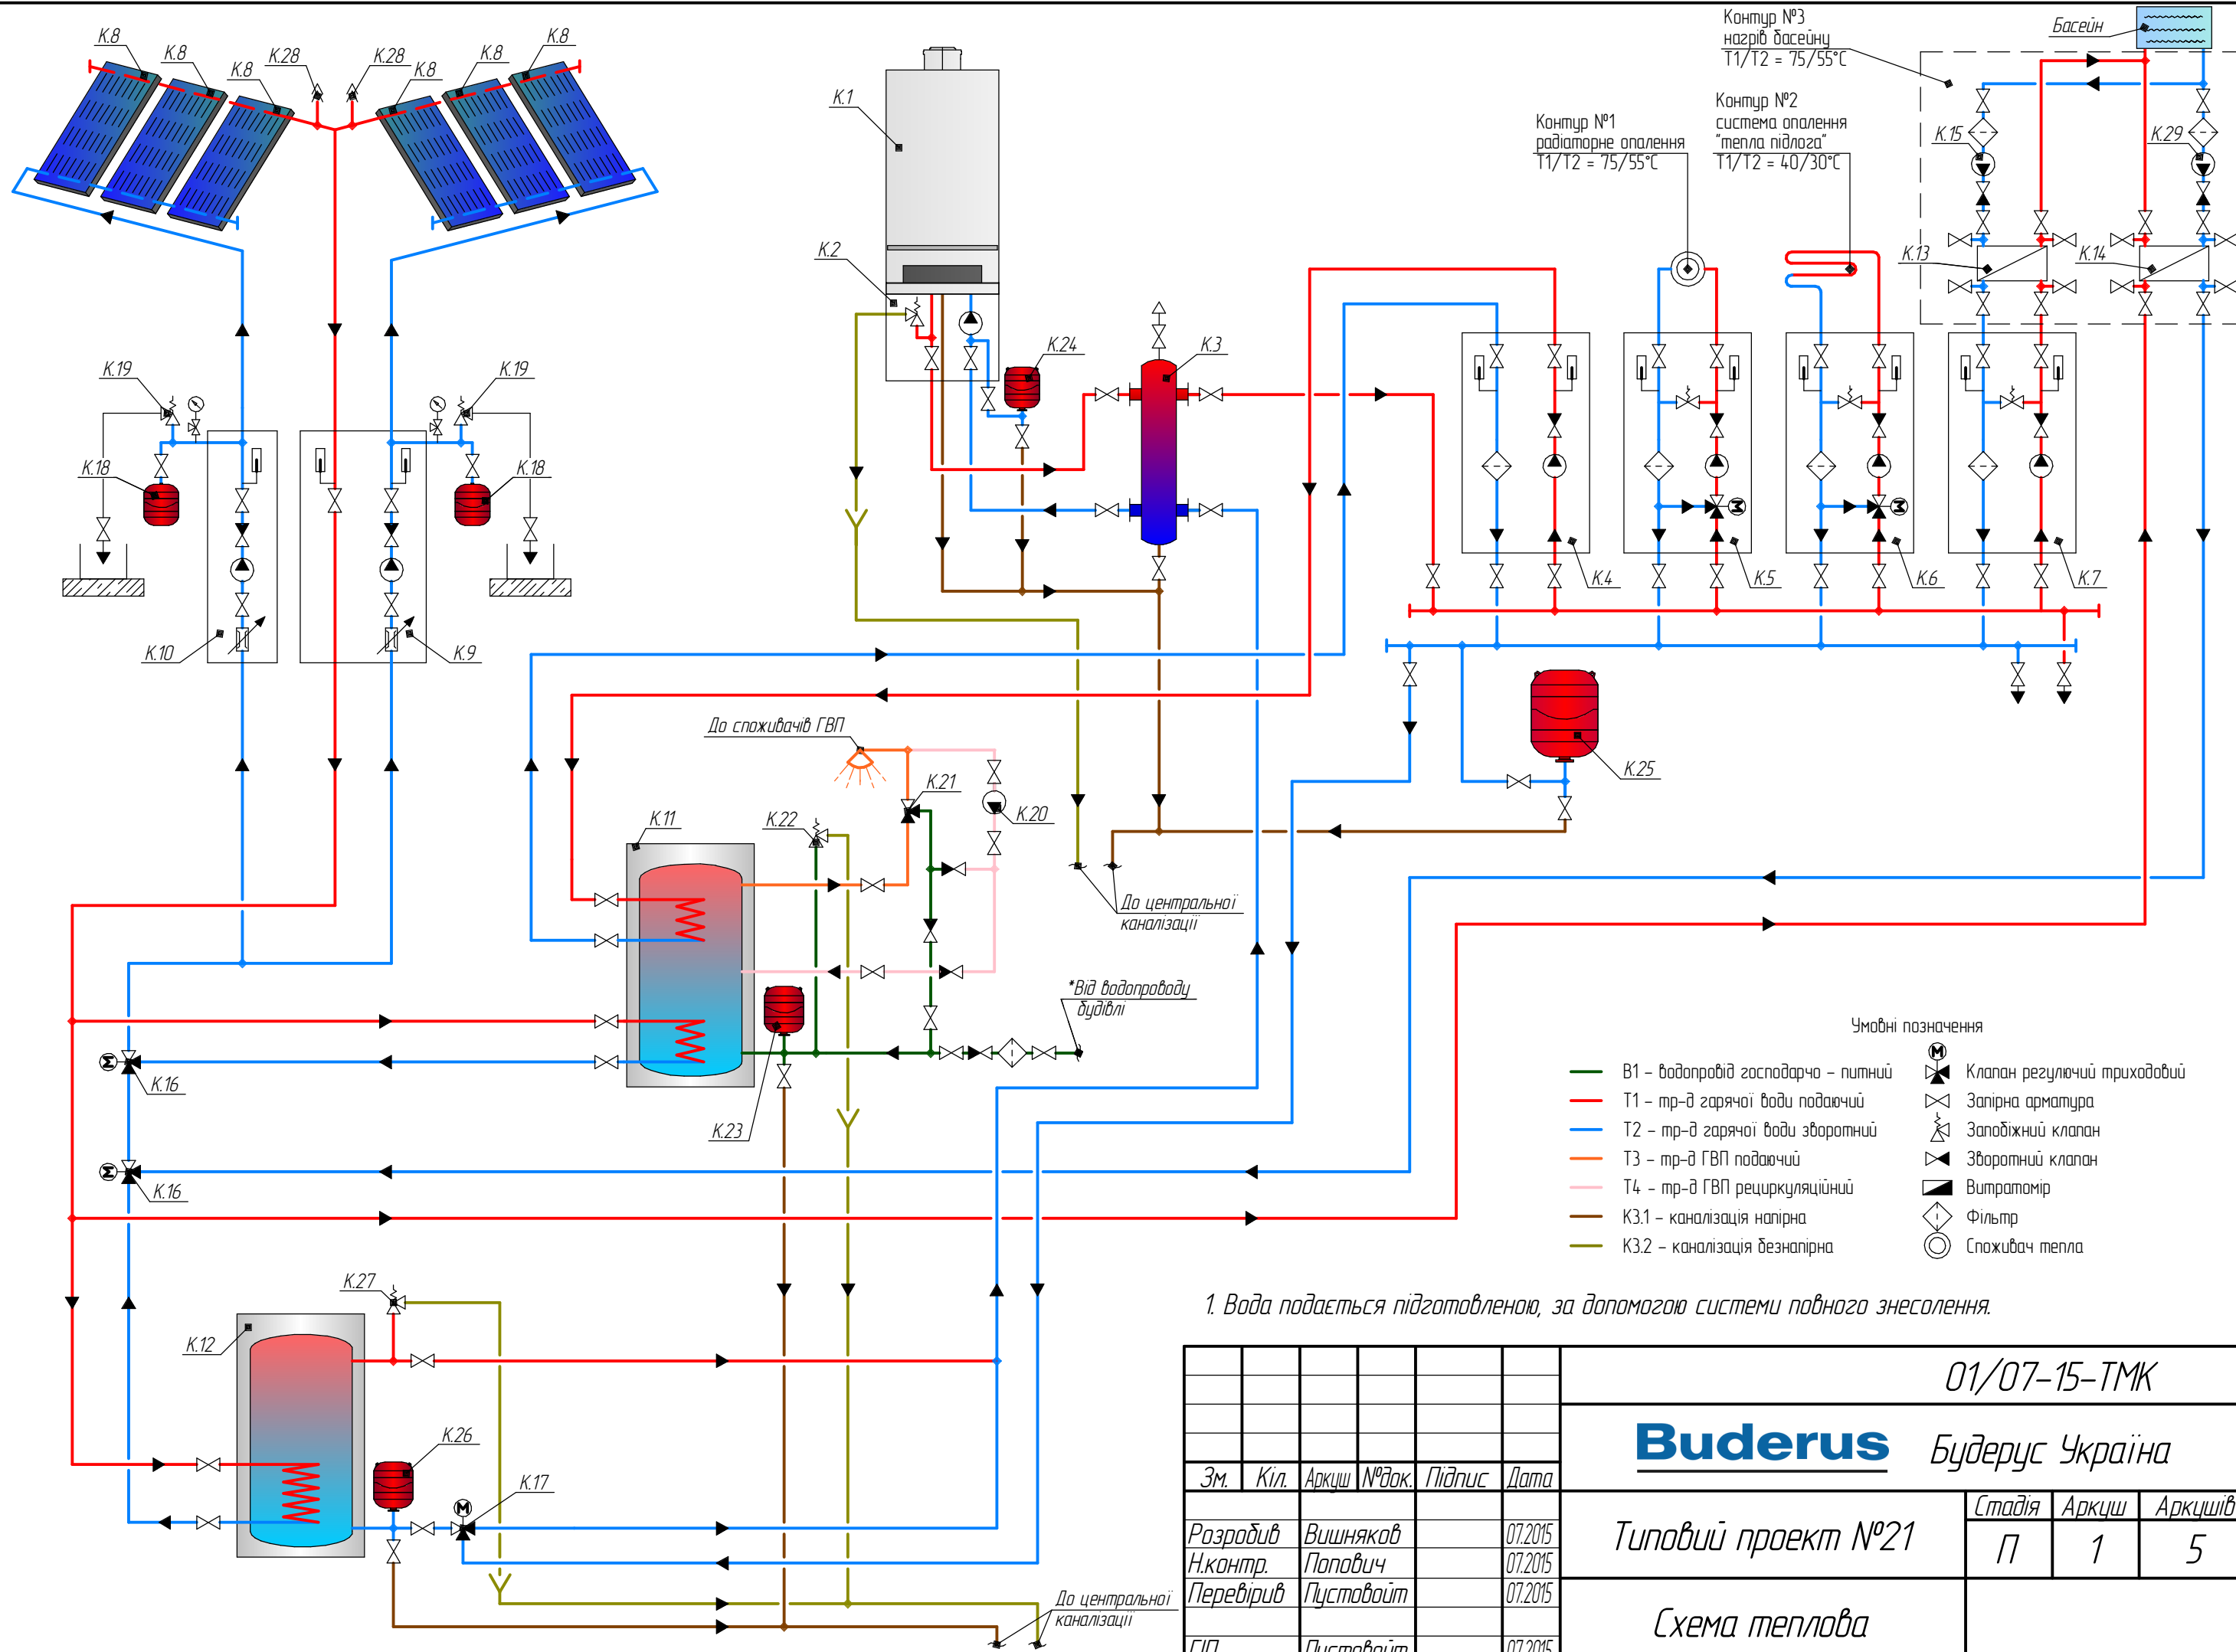 К.8
К.8
К.8
К.28
К.28
К.8
К.8
К.8
К.1
К.2
К.24
К.3
Контур №1
радіаторне опалення
Т1/Т2 = 75/55°С
Контур №3
нагрів басейну
Т1/Т2 = 75/55°С
Контур №2
система опалення
"тепла підлога"
Т1/Т2 = 40/30°С
Басейн
К.15
К.29
К.13
К.14
К.19
К.19
К.18
К.18
К.10
К.9
К.4
М
К.5
М
К.6
К.7
До споживачів ГВП
К.21
К.20
К.22
К.11
К.25
До центральної
каналізації
*Від водопроводу
будівлі
К.23
М
К.16
М
К.16
К.27
К.12
К.26
М
К.17
До центральної
каналізації
Умовні позначення
В1 – водопровід господарчо – питний
Т1 – тр-д гарячої води подаючий
Т2 – тр-д гарячої води зворотний
Т3 – тр-д ГВП подаючий
Т4 – тр-д ГВП рециркуляційний
К3.1 – каналізація напірна
К3.2 – каналізація безнапірна
М
Клапан регулючий триходовий
Запірна арматура
Запобіжний клапан
Зворотний клапан
Витратомір
Фільтр
Споживач тепла
1. Вода подається підготовленою, за допомогою системи повного знесолення.
01/07-15-ТМК
Buderus Будерус Україна
Зм. Кіл. Аркуш №док. Підпис Дата
Розробив Вишняков 07.2015
Н.контр. Попович 07.2015
Перевірив Пустовойт 07.2015
ГІП Пустовойт 07.2015
Типовий проект №21
Стадія Аркуш Аркушів
П 1 5
Схема теплова